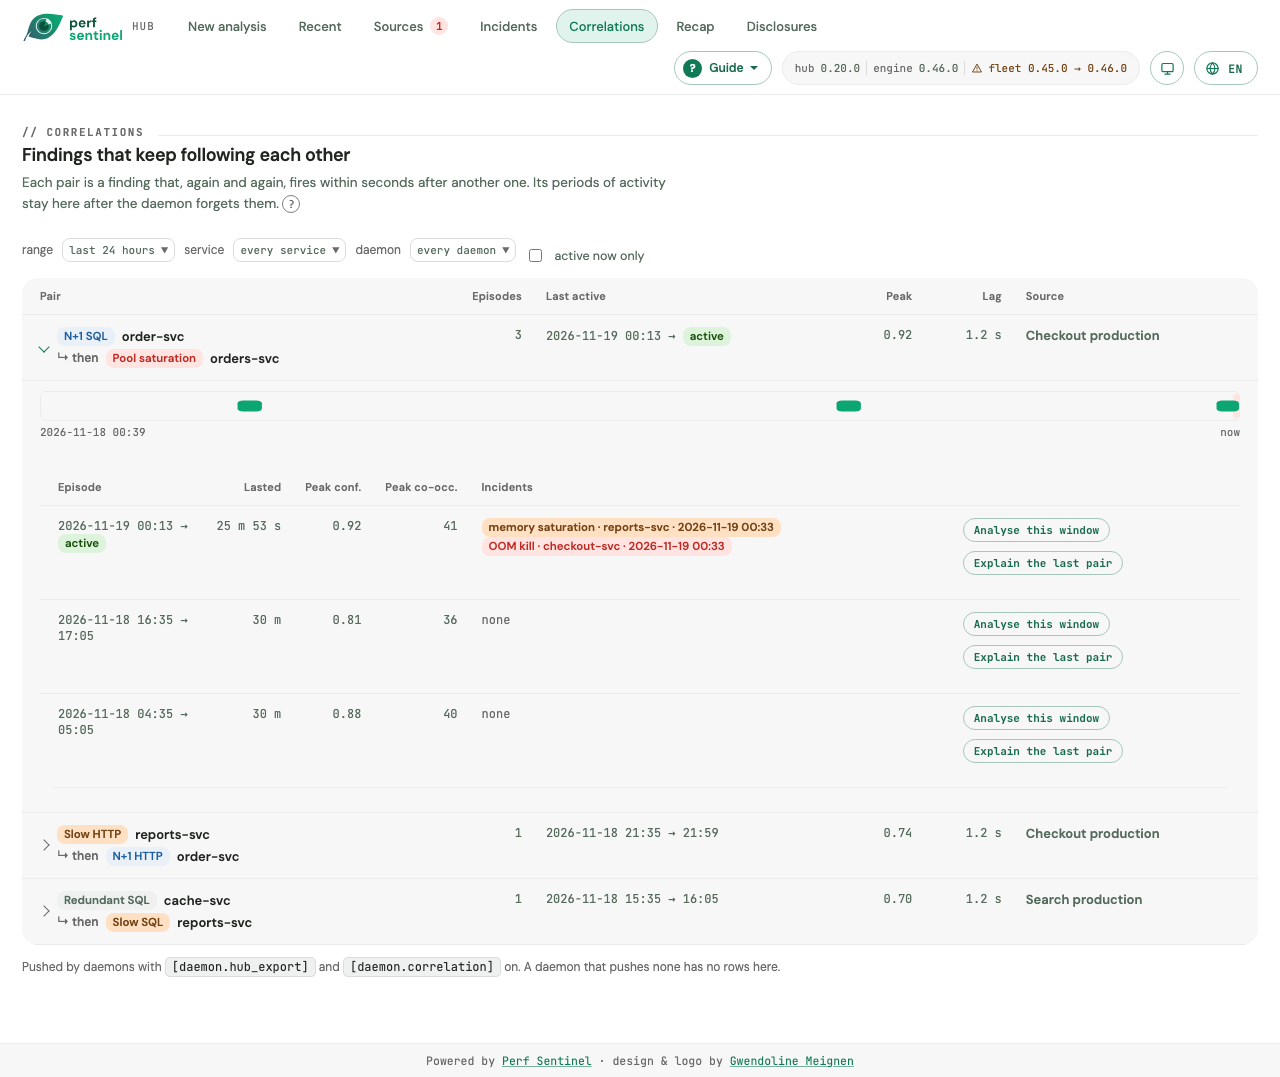 perf sentinel HUB
New analysis Recent Sources 1 Incidents Correlations Recap Disclosures
? Guide hub 0.20.0 engine 0.46.0 ⚠ fleet 0.45.0 → 0.46.0 EN
// CORRELATIONS
Findings that keep following each other
Each pair is a finding that, again and again, fires within seconds after another one. Its periods of activity
stay here after the daemon forgets them. ?
range last 24 hours ▼ service every service ▼ daemon every daemon ▼ active now only
Pair Episodes Last active Peak Lag Source
N+1 SQL order-svc 3 2026-11-19 00:13 → active 0.92 1.2 s Checkout production
↳ then Pool saturation orders-svc
2026-11-18 00:39 now
Episode Lasted Peak conf. Peak co-occ. Incidents
2026-11-19 00:13 → 25 m 53 s 0.92 41 memory saturation · reports-svc · 2026-11-19 00:33 Analyse this window
active OOM kill · checkout-svc · 2026-11-19 00:33
Explain the last pair
2026-11-18 16:35 → 30 m 0.81 36 none Analyse this window
17:05
Explain the last pair
2026-11-18 04:35 → 30 m 0.88 40 none Analyse this window
05:05
Explain the last pair
Slow HTTP reports-svc 1 2026-11-18 21:35 → 21:59 0.74 1.2 s Checkout production
↳ then N+1 HTTP order-svc
Redundant SQL cache-svc 1 2026-11-18 15:35 → 16:05 0.70 1.2 s Search production
↳ then Slow SQL reports-svc
Pushed by daemons with [daemon.hub_export] and [daemon.correlation] on. A daemon that pushes none has no rows here.
Powered by Perf Sentinel · design & logo by Gwendoline Meignen